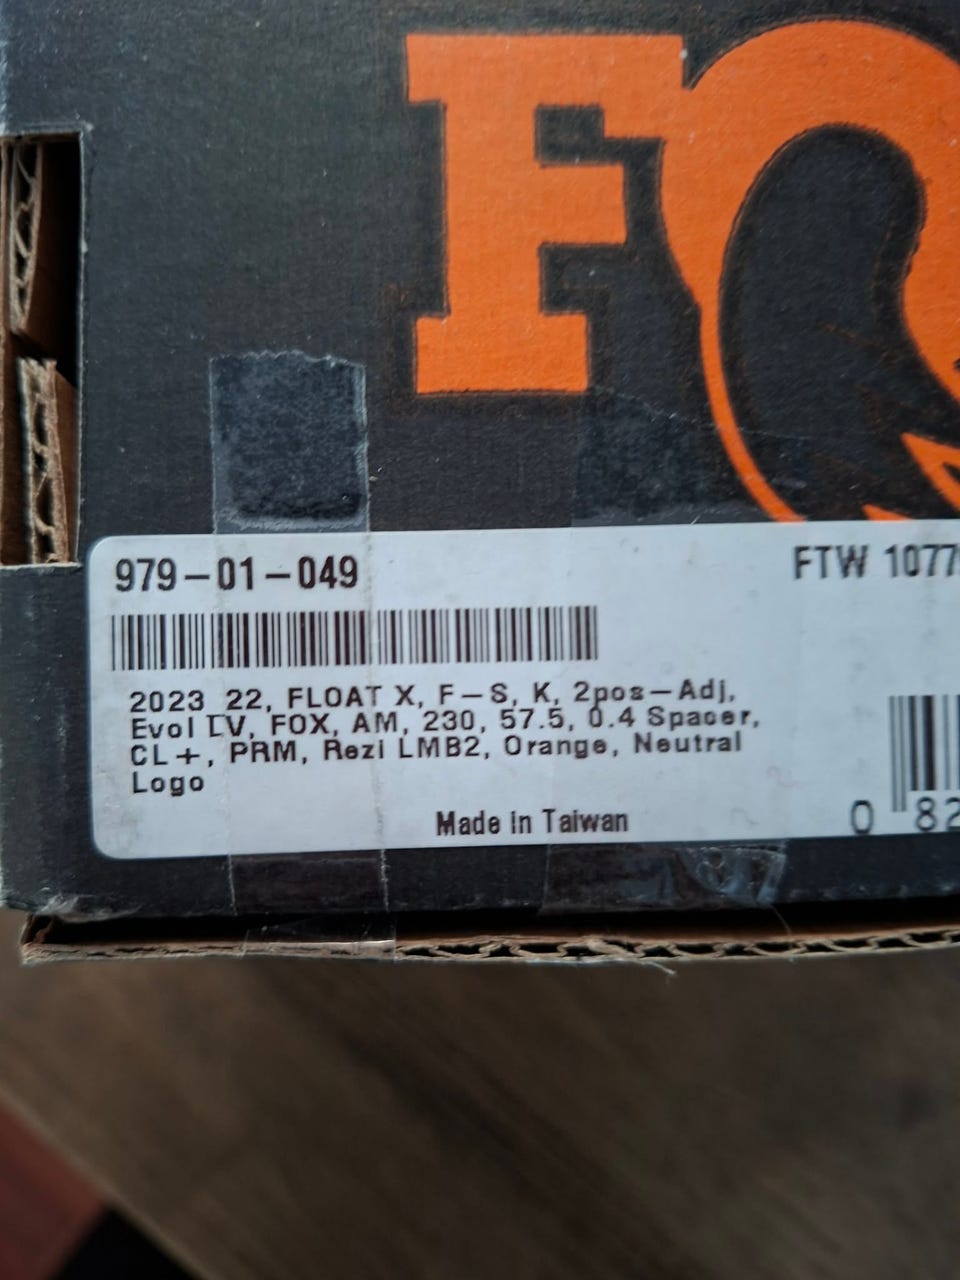 FO
979-01-049
FTW 1077
2023 22, FLOAT X, F-S, K, 2pos-Adj,
Evol LV, FOX, AM, 230, 57.5, 0.4 Spacer,
CL+, PRM, Rezi LMB2, Orange, Neutral
Logo
Made in Taiwan
0 82